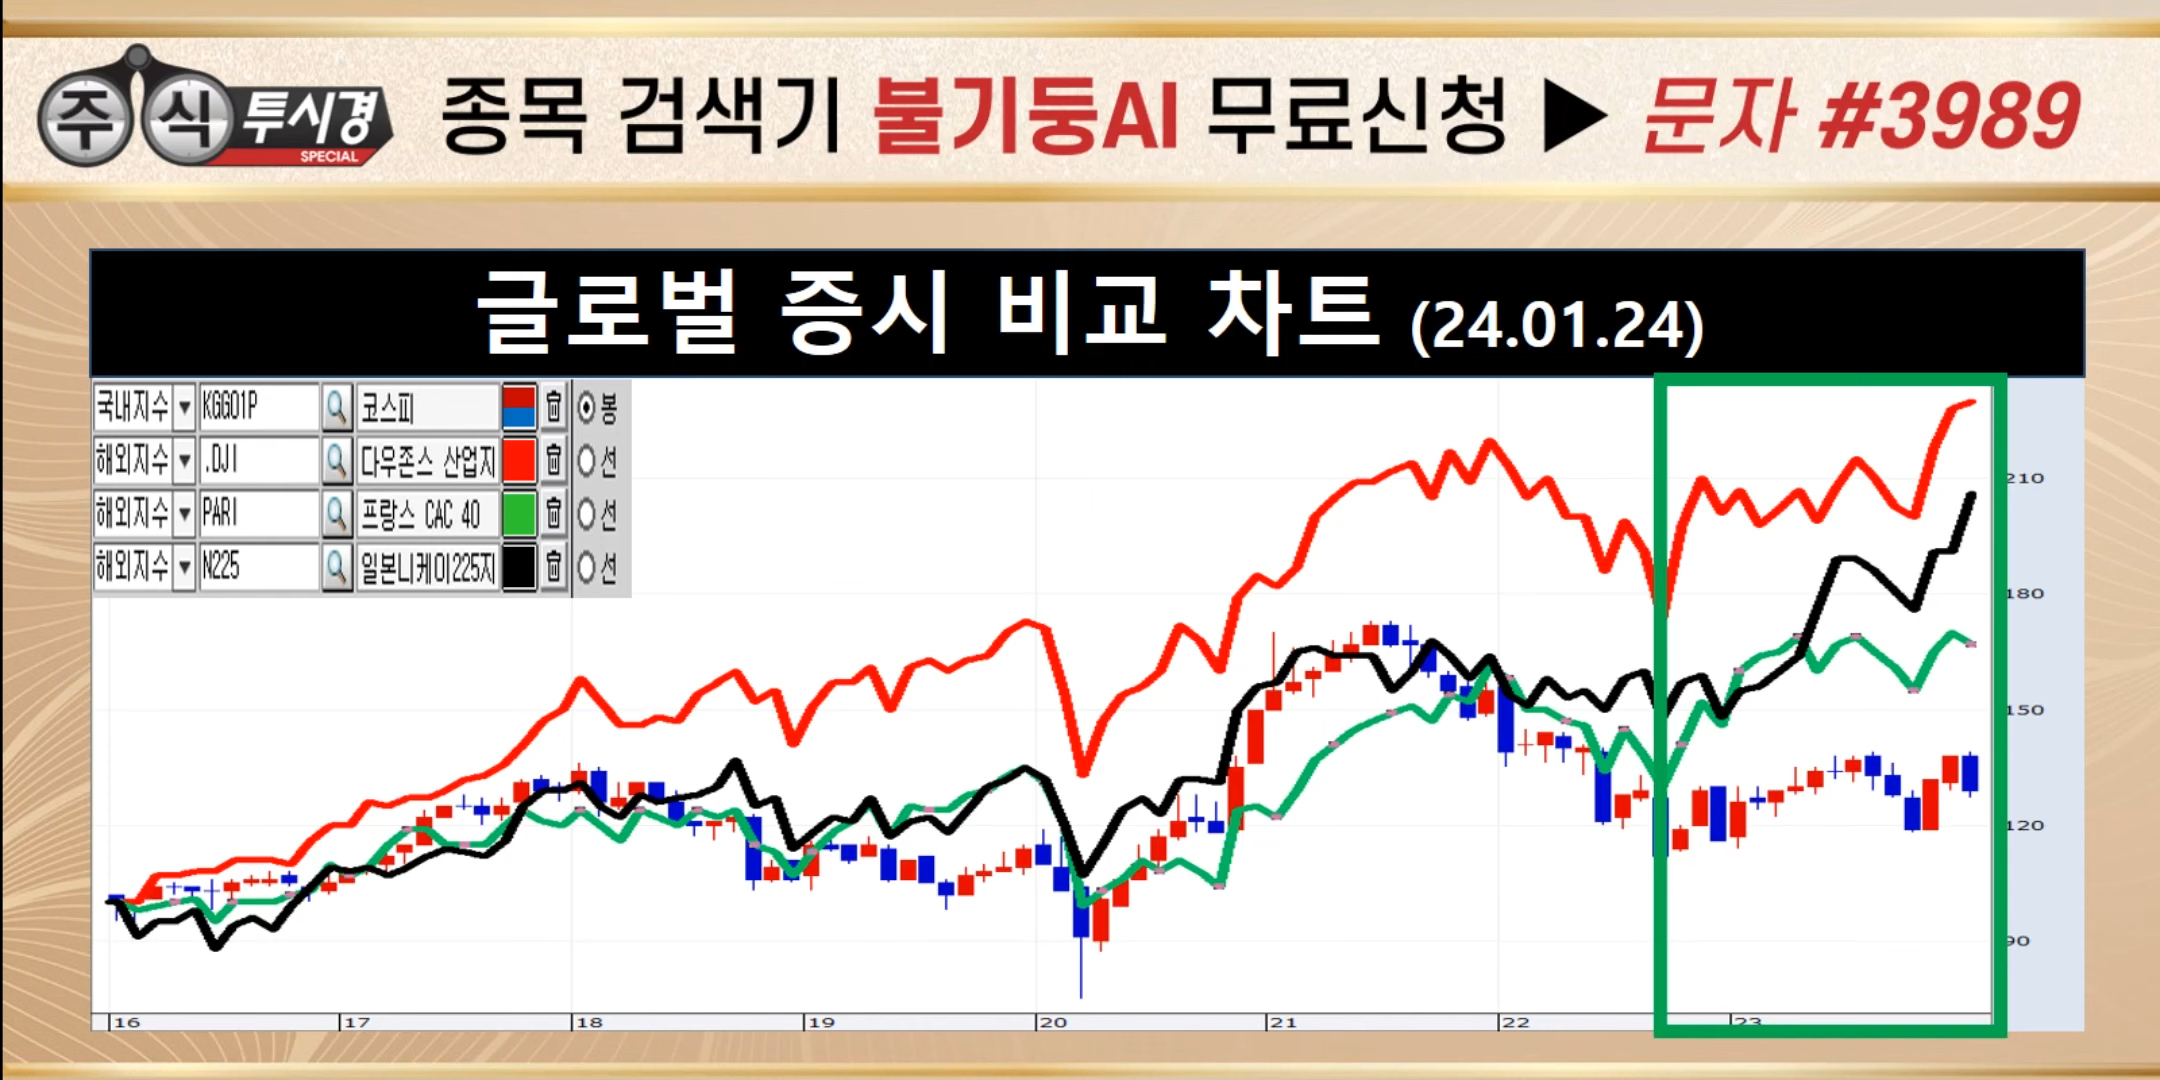 주식투시경
SPECIAL
종목 검색기 불기둥AI 무료신청 ▶ 문자 #3989
글로벌 증시 비교 차트 (24.01.24)
국내지수 KGG01P 코스피 봉
해외지수 .DJI 다우존스 산업지 선
해외지수 PARI 프랑스 CAC 40 선
해외지수 N225 일본니케이225지 선
210
180
150
120
90
16 17 18 19 20 21 22 23